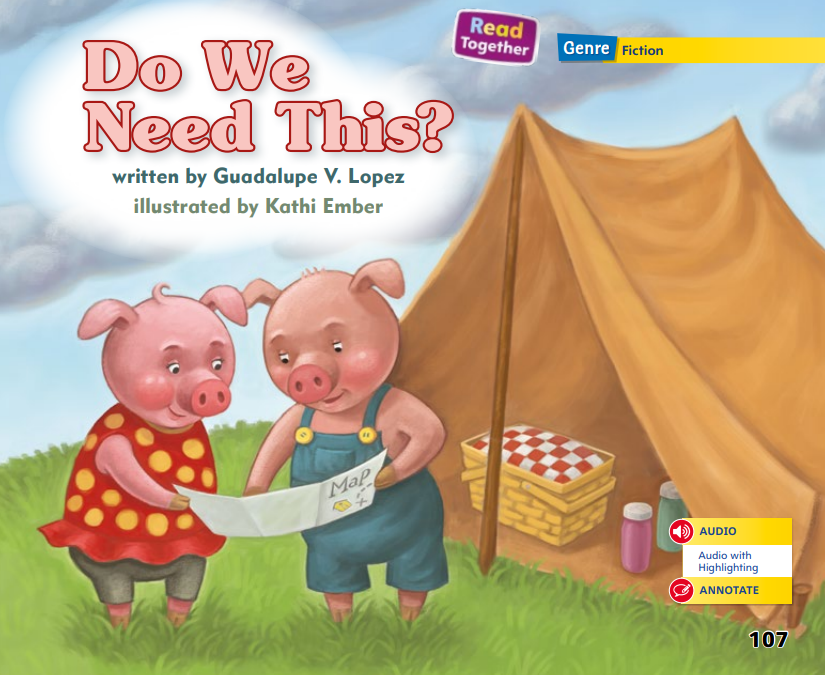 Do We
Need This?
written by Guadalupe V. Lopez
illustrated by Kathi Ember
Read
Together
Genre
Fiction
Map
AUDIO
Audio with
Highlighting
ANNOTATE
107